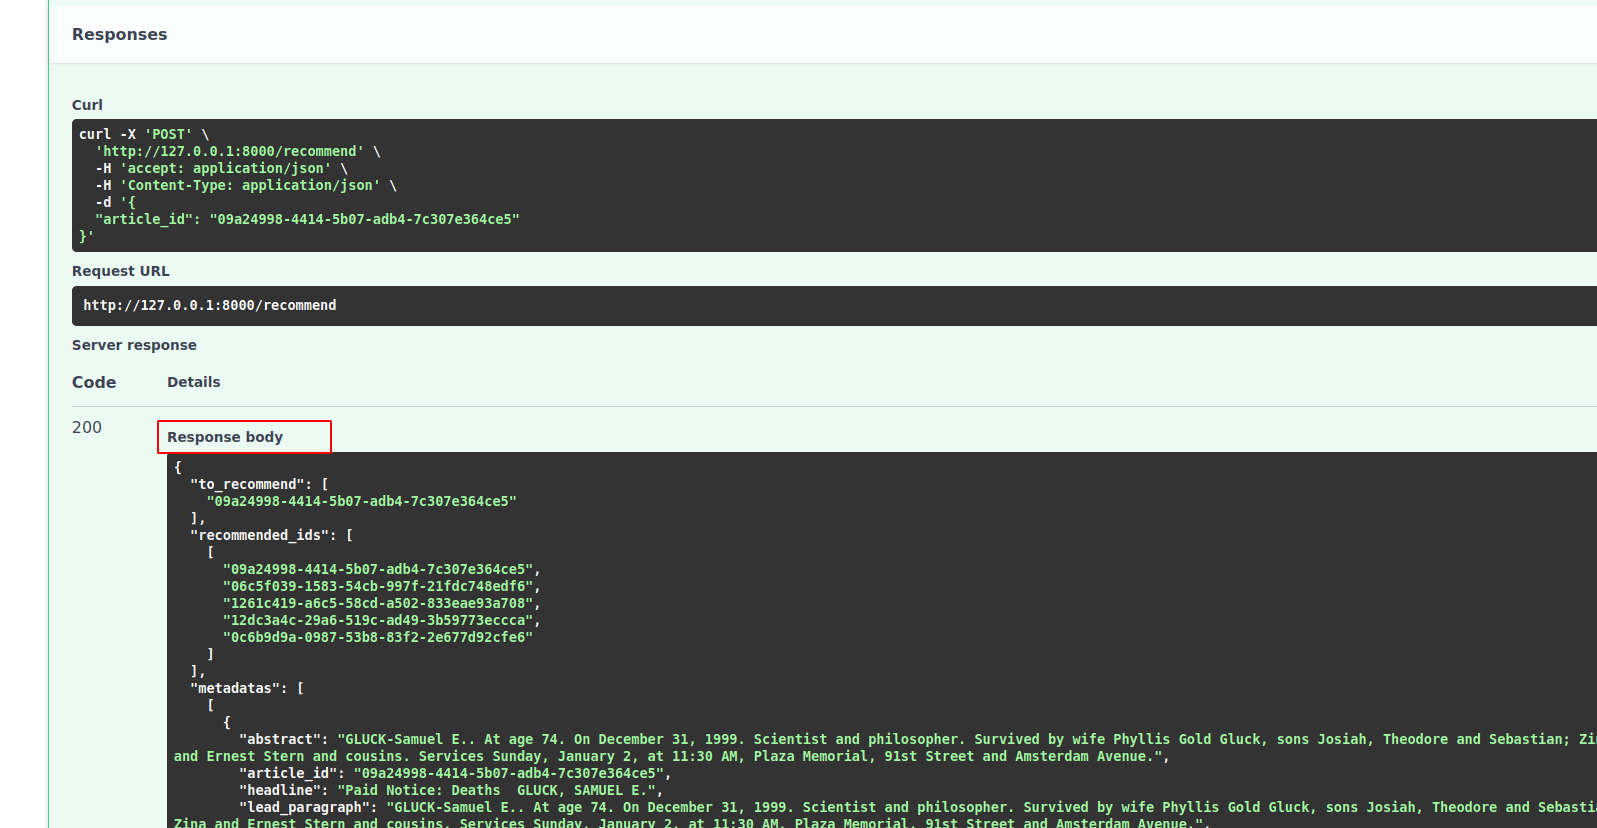 Responses
Curl
curl -X 'POST' \
  'http://127.0.0.1:8000/recommend' \
  -H 'accept: application/json' \
  -H 'Content-Type: application/json' \
  -d '{
  "article_id": "09a24998-4414-5b07-adb4-7c307e364ce5"
}'
Request URL
http://127.0.0.1:8000/recommend
Server response
Code Details
200
Response body
{
  "to_recommend": [
    "09a24998-4414-5b07-adb4-7c307e364ce5"
  ],
  "recommended_ids": [
    [
      "09a24998-4414-5b07-adb4-7c307e364ce5",
      "06c5f039-1583-54cb-997f-21fdc748edf6",
      "1261c419-a6c5-58cd-a502-833eae93a708",
      "12dc3a4c-29a6-519c-ad49-3b59773eccca",
      "0c6b9d9a-0987-53b8-83f2-2e677d92cfe6"
    ]
  ],
  "metadatas": [
    [
      {
        "abstract": "GLUCK-Samuel E.. At age 74. On December 31, 1999. Scientist and philosopher. Survived by wife Phyllis Gold Gluck, sons Josiah, Theodore and Sebastian;
and Ernest Stern and cousins. Services Sunday, January 2, at 11:30 AM, Plaza Memorial, 91st Street and Amsterdam Avenue.",
        "article_id": "09a24998-4414-5b07-adb4-7c307e364ce5",
        "headline": "Paid Notice: Deaths  GLUCK, SAMUEL E.",
        "lead_paragraph": "GLUCK-Samuel E.. At age 74. On December 31, 1999. Scientist and philosopher. Survived by wife Phyllis Gold Gluck, sons Josiah, Theodore and
Zina and Ernest Stern and cousins. Services Sunday, January 2, at 11:30 AM, Plaza Memorial, 91st Street and Amsterdam Avenue.",